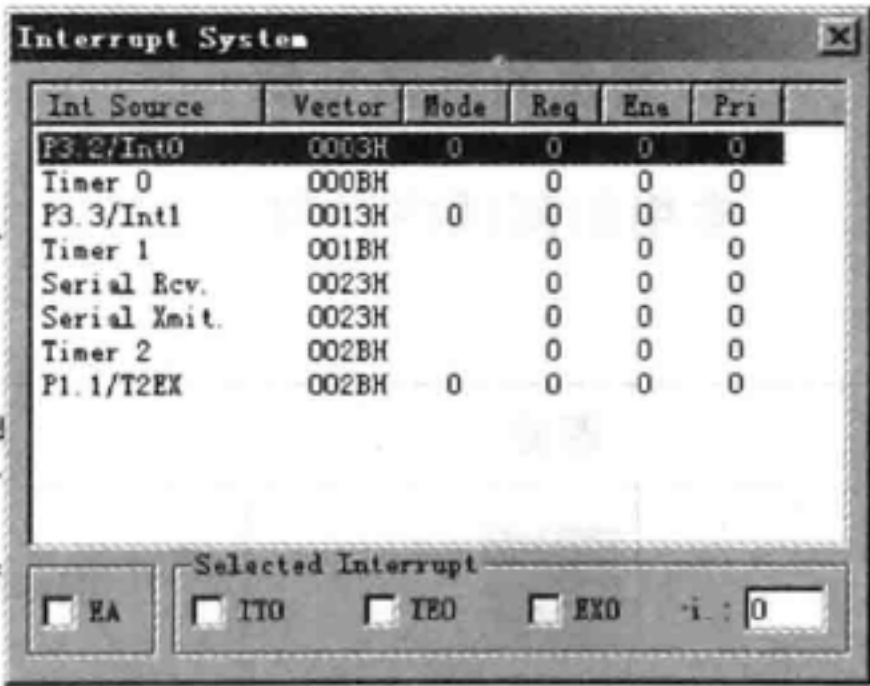 Interrupt System
Int Source Vector Mode Req Ena Pri
P3.2/Int0 0003H 0 0 0 0
Timer 0 000BH 0 0 0
P3.3/Int1 0013H 0 0 0 0
Timer 1 001BH 0 0 0
Serial Rcv. 0023H 0 0 0
Serial Xmit. 0023H 0 0 0
Timer 2 002BH 0 0 0
P1.1/T2EX 002BH 0 0 0 0
Selected Interrupt
EA IT0 IE0 EX0 -i.: 0